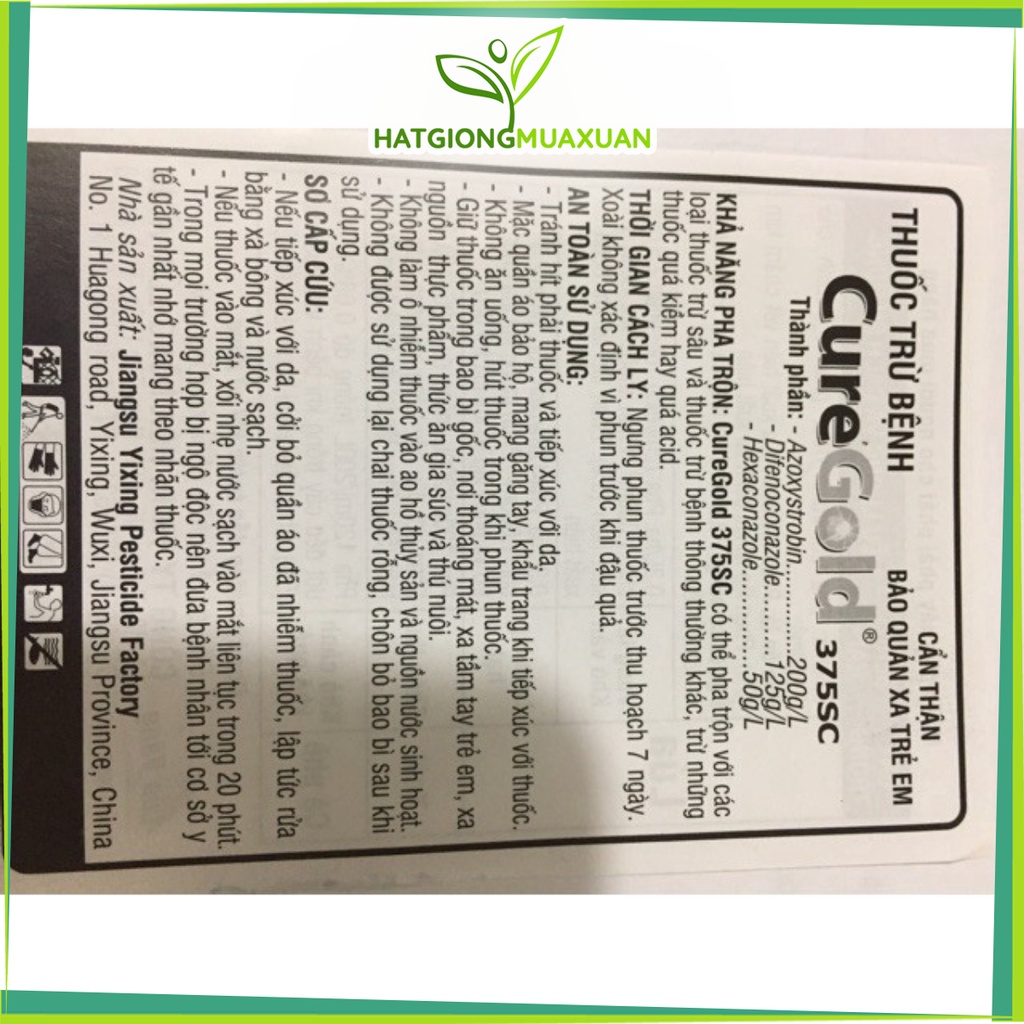 HATGIONGMUAXUAN
CẨN THẬN
BẢO QUẢN XA TRẺ EM
THUỐC TRỪ BỆNH
CureGold® 375SC
Thành phần: - Azoxystrobin............200g/L
- Difenoconazole.........125g/L
- Hexaconazole............50g/L
KHẢ NĂNG PHA TRỘN: CureGold 375SC có thể pha trộn với các
loại thuốc trừ sâu và thuốc trừ bệnh thông thường khác, trừ những
thuốc quá kiềm hay quá acid.
THỜI GIAN CÁCH LY: Ngưng phun thuốc trước thu hoạch 7 ngày.
Xoài không xác định vì phun trước khi đậu quả.
AN TOÀN SỬ DỤNG:
- Tránh hít phải thuốc và tiếp xúc với da.
- Mặc quần áo bảo hộ, mang găng tay, khẩu trang khi tiếp xúc với thuốc.
- Không ăn uống, hút thuốc trong khi phun thuốc.
- Giữ thuốc trong bao bì gốc, nơi thoáng mát, xa tầm tay trẻ em, xa
nguồn thực phẩm, thức ăn gia súc và thú nuôi.
- Không làm ô nhiễm thuốc vào ao hồ thủy sản và nguồn nước sinh hoạt.
- Không được sử dụng lại chai thuốc rỗng, chôn bỏ bao bì sau khi
sử dụng.
SƠ CẤP CỨU:
- Nếu tiếp xúc với da, cởi bỏ quần áo đã nhiễm thuốc, lập tức rửa
bằng xà bông và nước sạch.
- Nếu thuốc vào mắt, xối nhẹ nước sạch vào mắt liên tục trong 20 phút.
- Trong mọi trường hợp bị ngộ độc nên đưa bệnh nhân tới cơ sở y
tế gần nhất nhớ mang theo nhãn thuốc.
Nhà sản xuất: Jiangsu Yixing Pesticide Factory
No. 1 Huagong road, Yixing, Wuxi, Jiangsu Province, China